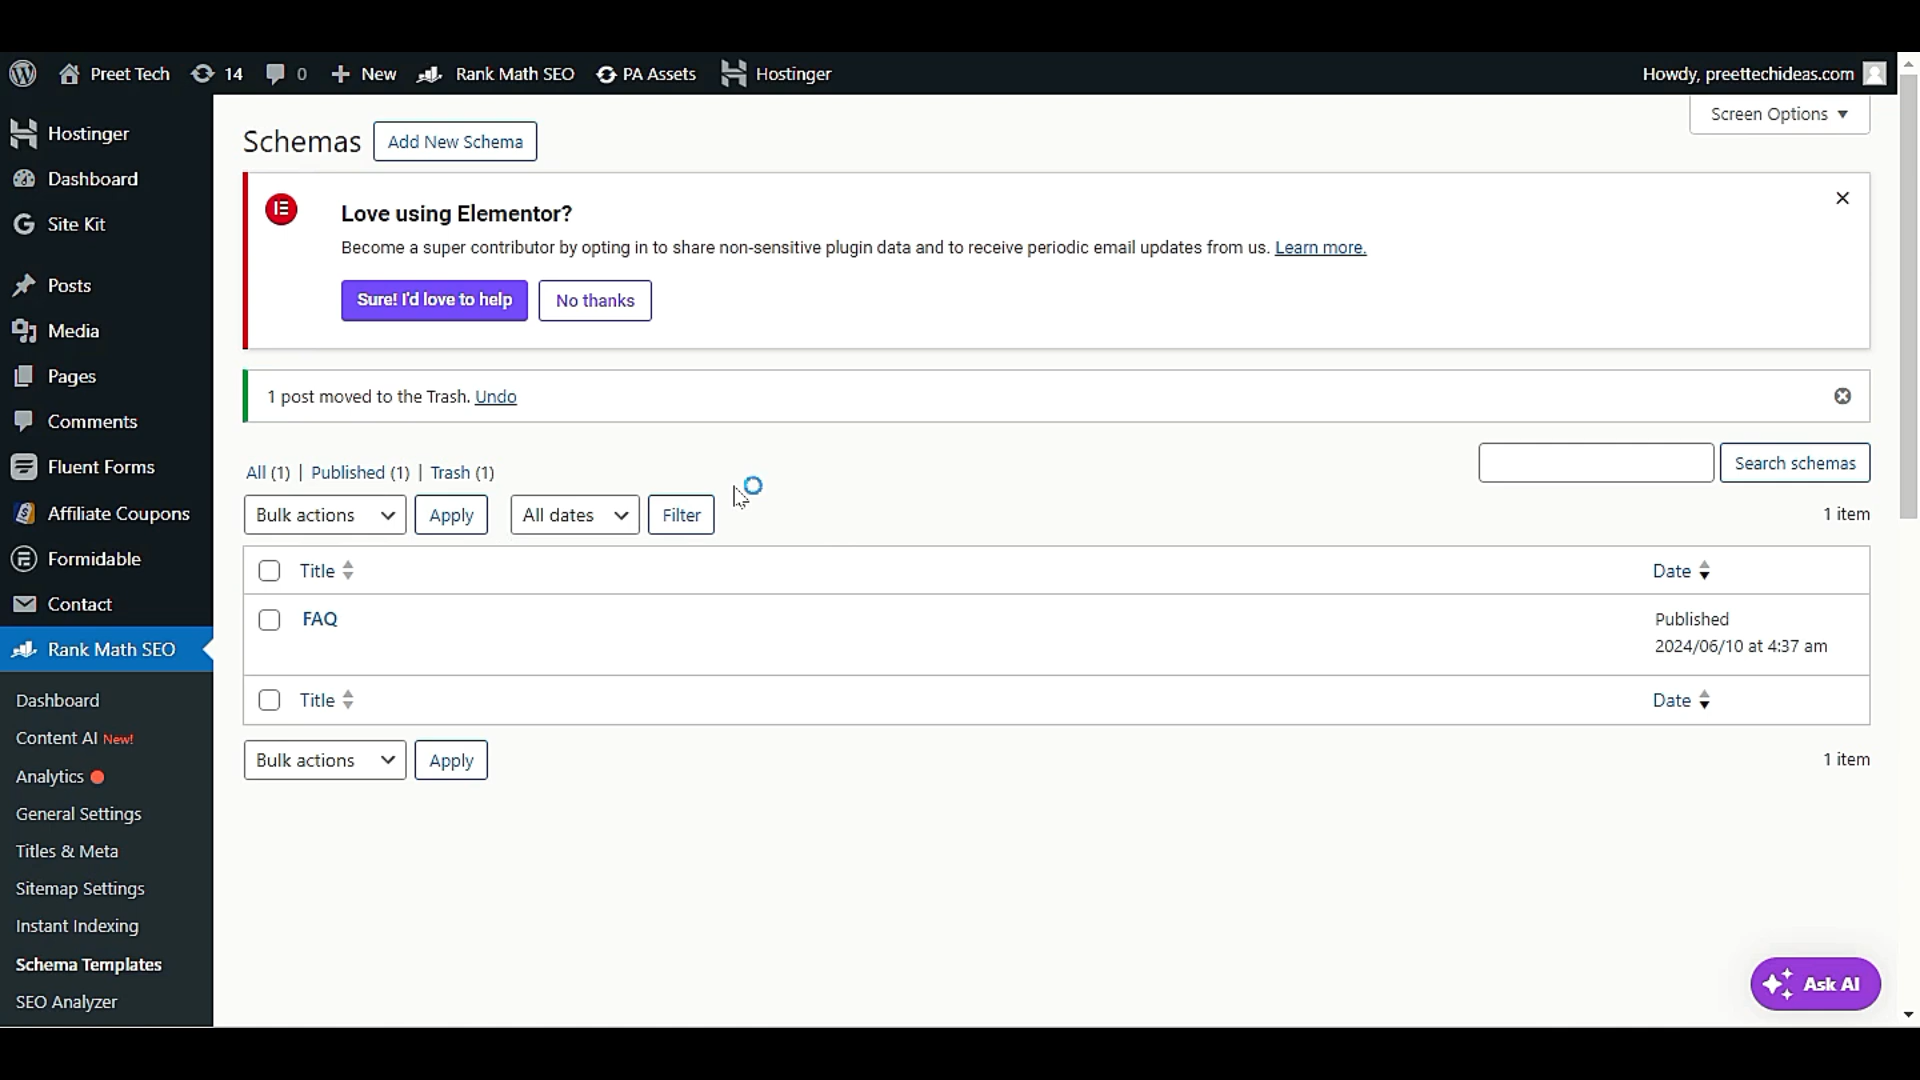 Preet Tech 14 0 New Rank Math SEO PA Assets Hostinger Howdy, preettechideas.com
Hostinger
Dashboard
Site Kit
Posts
Media
Pages
Comments
Fluent Forms
Affiliate Coupons
Formidable
Contact
Rank Math SEO
Dashboard
Content AI New!
Analytics
General Settings
Titles & Meta
Sitemap Settings
Instant Indexing
Schema Templates
SEO Analyzer
Screen Options
Schemas Add New Schema
Love using Elementor?
Become a super contributor by opting in to share non-sensitive plugin data and to receive periodic email updates from us. Learn more.
Sure! I'd love to help No thanks
1 post moved to the Trash. Undo
All (1) | Published (1) | Trash (1)
Search schemas
Bulk actions Apply All dates Filter 1 item
Title Date
FAQ Published
2024/06/10 at 4:37 am
Title Date
Bulk actions Apply 1 item
Ask AI